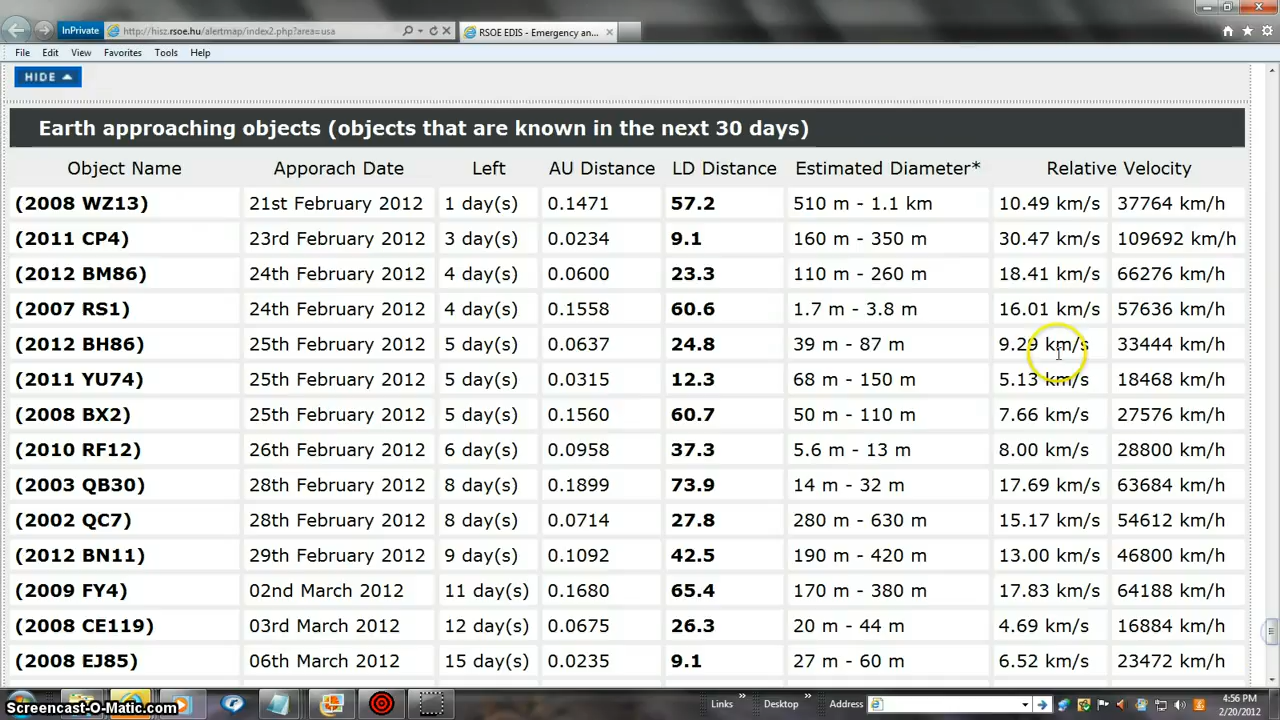 InPrivate http://hisz.rsoe.hu/alertmap/index2.php?area=usa RSOE EDIS - Emergency an...
File Edit View Favorites Tools Help
HIDE
Earth approaching objects (objects that are known in the next 30 days)
Object Name Apporach Date Left AU Distance LD Distance Estimated Diameter* Relative Velocity
(2008 WZ13) 21st February 2012 1 day(s) 0.1471 57.2 510 m - 1.1 km 10.49 km/s 37764 km/h
(2011 CP4) 23rd February 2012 3 day(s) 0.0234 9.1 160 m - 350 m 30.47 km/s 109692 km/h
(2012 BM86) 24th February 2012 4 day(s) 0.0600 23.3 110 m - 260 m 18.41 km/s 66276 km/h
(2007 RS1) 24th February 2012 4 day(s) 0.1558 60.6 1.7 m - 3.8 m 16.01 km/s 57636 km/h
(2012 BH86) 25th February 2012 5 day(s) 0.0637 24.8 39 m - 87 m 9.29 km/s 33444 km/h
(2011 YU74) 25th February 2012 5 day(s) 0.0315 12.3 68 m - 150 m 5.13 km/s 18468 km/h
(2008 BX2) 25th February 2012 5 day(s) 0.1560 60.7 50 m - 110 m 7.66 km/s 27576 km/h
(2010 RF12) 26th February 2012 6 day(s) 0.0958 37.3 5.6 m - 13 m 8.00 km/s 28800 km/h
(2003 QB30) 28th February 2012 8 day(s) 0.1899 73.9 14 m - 32 m 17.69 km/s 63684 km/h
(2002 QC7) 28th February 2012 8 day(s) 0.0714 27.8 280 m - 630 m 15.17 km/s 54612 km/h
(2012 BN11) 29th February 2012 9 day(s) 0.1092 42.5 190 m - 420 m 13.00 km/s 46800 km/h
(2009 FY4) 02nd March 2012 11 day(s) 0.1680 65.4 170 m - 380 m 17.83 km/s 64188 km/h
(2008 CE119) 03rd March 2012 12 day(s) 0.0675 26.3 20 m - 44 m 4.69 km/s 16884 km/h
(2008 EJ85) 06th March 2012 15 day(s) 0.0235 9.1 27 m - 60 m 6.52 km/s 23472 km/h
Screencast-O-Matic.com Links Desktop Address 4:56 PM
2/20/2012